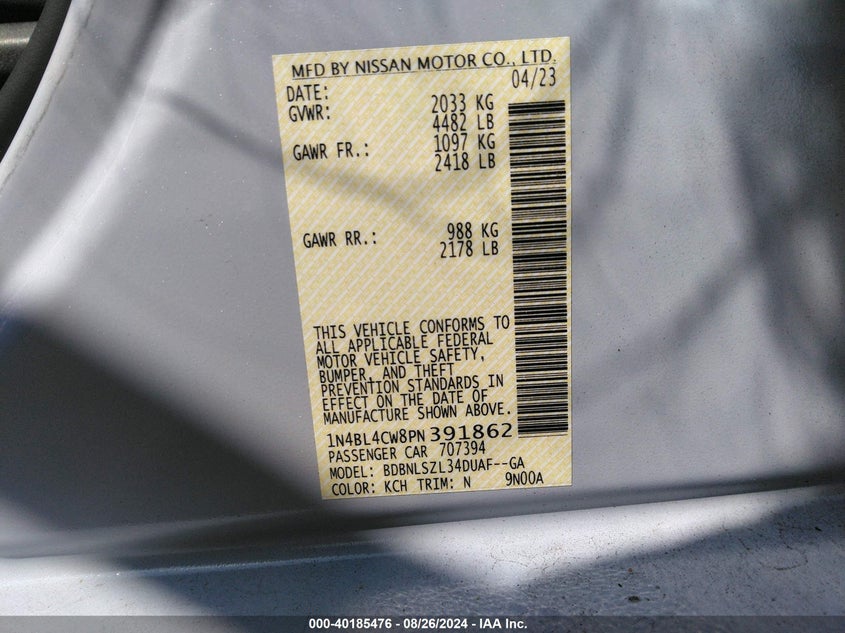 MFD BY NISSAN MOTOR CO., LTD.
DATE: 04/23
GVWR: 2033 KG
4482 LB
GAWR FR.: 1097 KG
2418 LB
GAWR RR.: 988 KG
2178 LB
THIS VEHICLE CONFORMS TO
ALL APPLICABLE FEDERAL
MOTOR VEHICLE SAFETY,
BUMPER, AND THEFT
PREVENTION STANDARDS IN
EFFECT ON THE DATE OF
MANUFACTURE SHOWN ABOVE.
1N4BL4CW8PN391862
PASSENGER CAR 707394
MODEL: BDBNLSZL34DUAF--GA
COLOR: KCH TRIM: N 9N00A
000-40185476 - 08/26/2024 - IAA Inc.